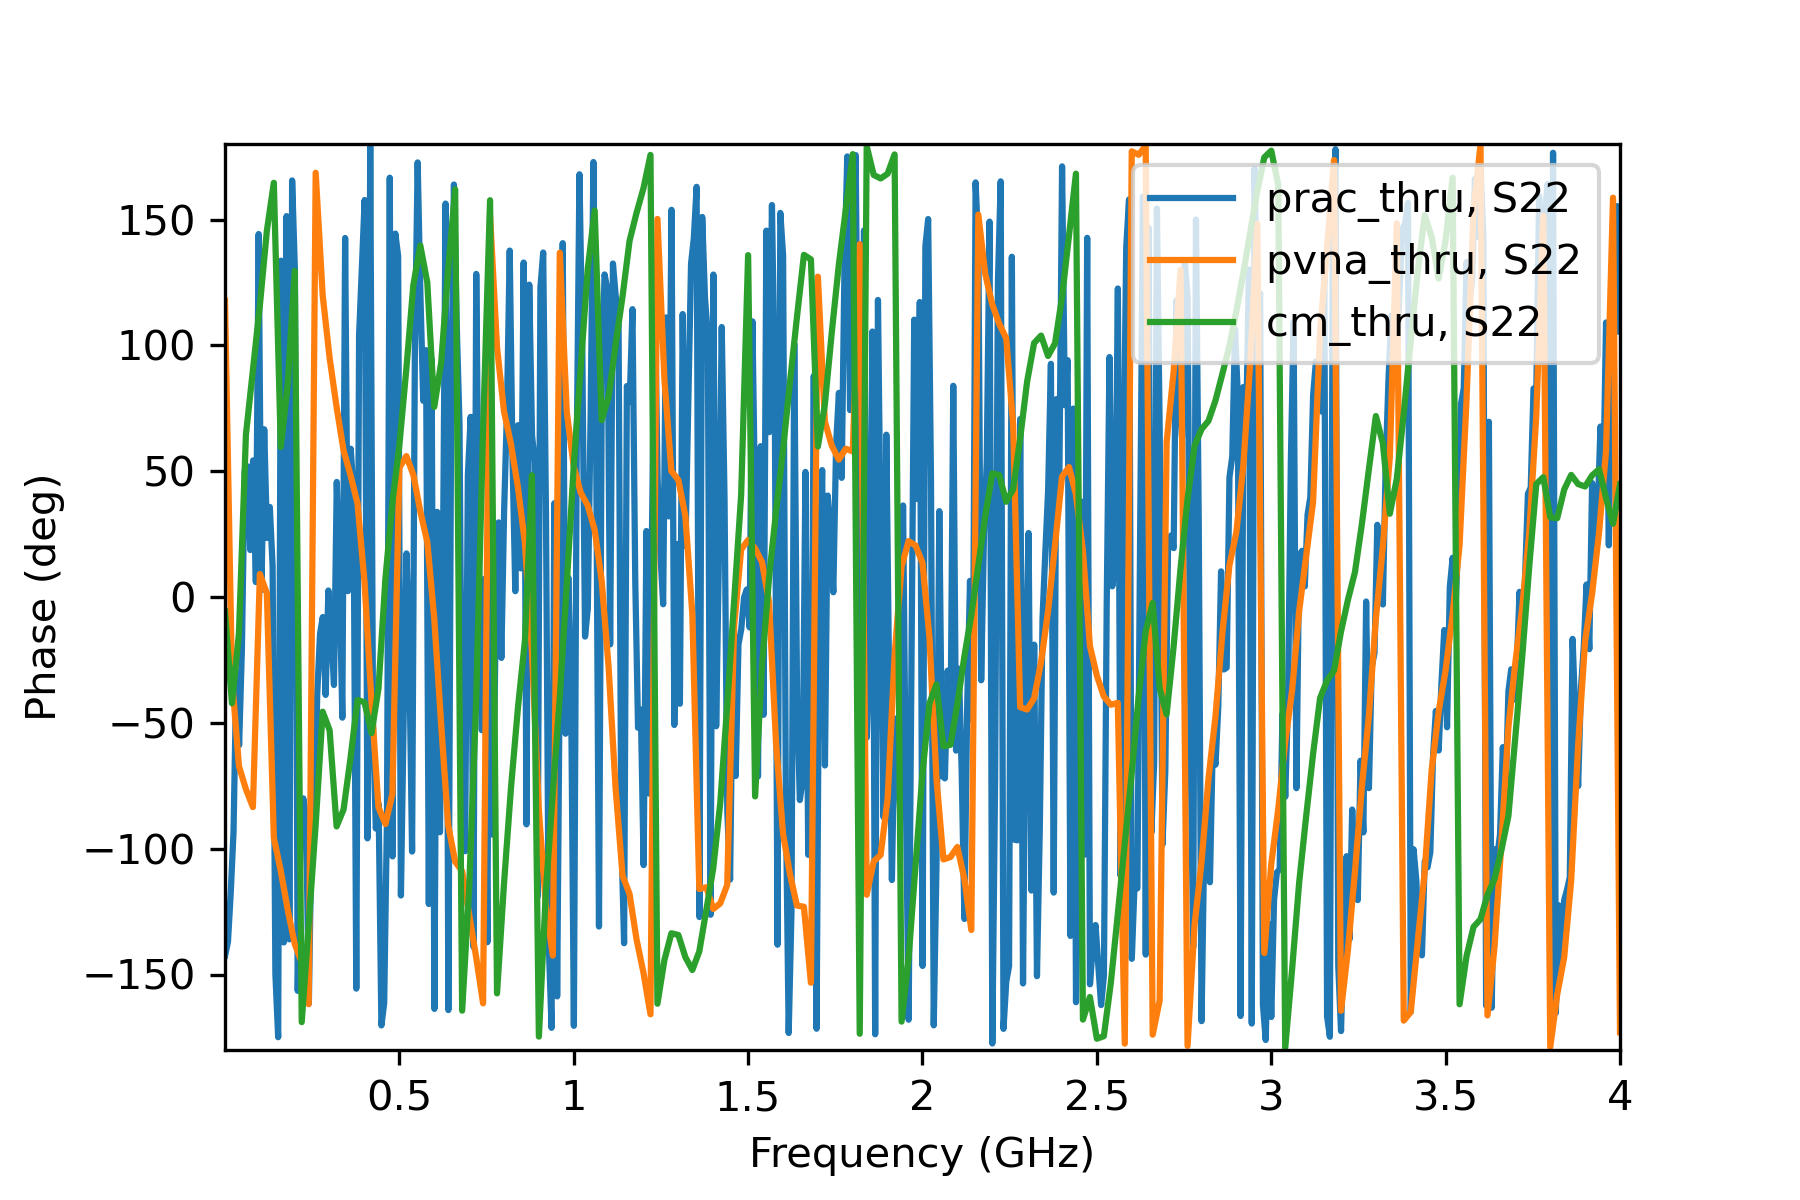 prac_thru, S22
pvna_thru, S22
cm_thru, S22
150
100
50
0
−50
−100
−150
Phase (deg)
0.5 1 1.5 2 2.5 3 3.5 4
Frequency (GHz)